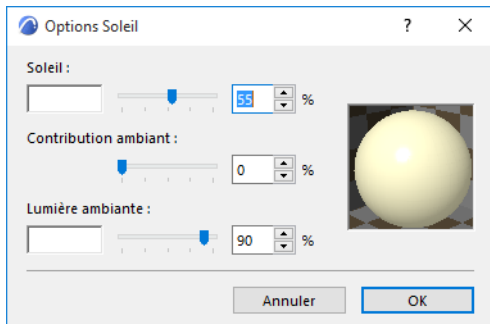 Options Soleil
Soleil :
55 %
Contribution ambiant :
0 %
Lumière ambiante :
90 %
Annuler OK